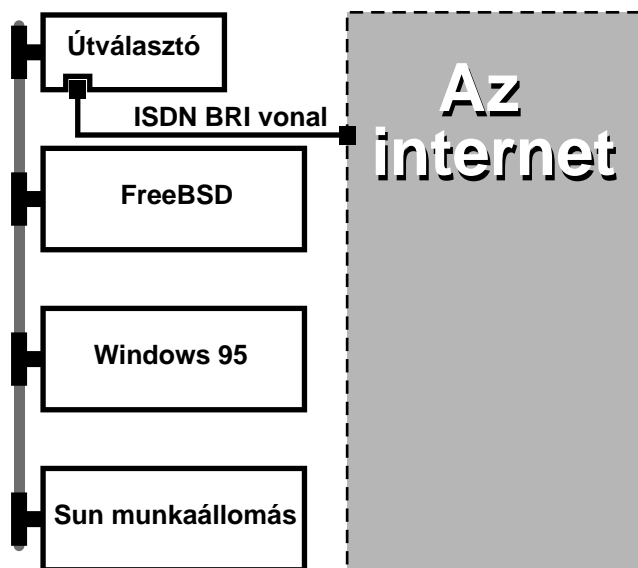 Útválasztó
Az
internet
ISDN BRI vonal
FreeBSD
Windows 95
Sun munkaállomás